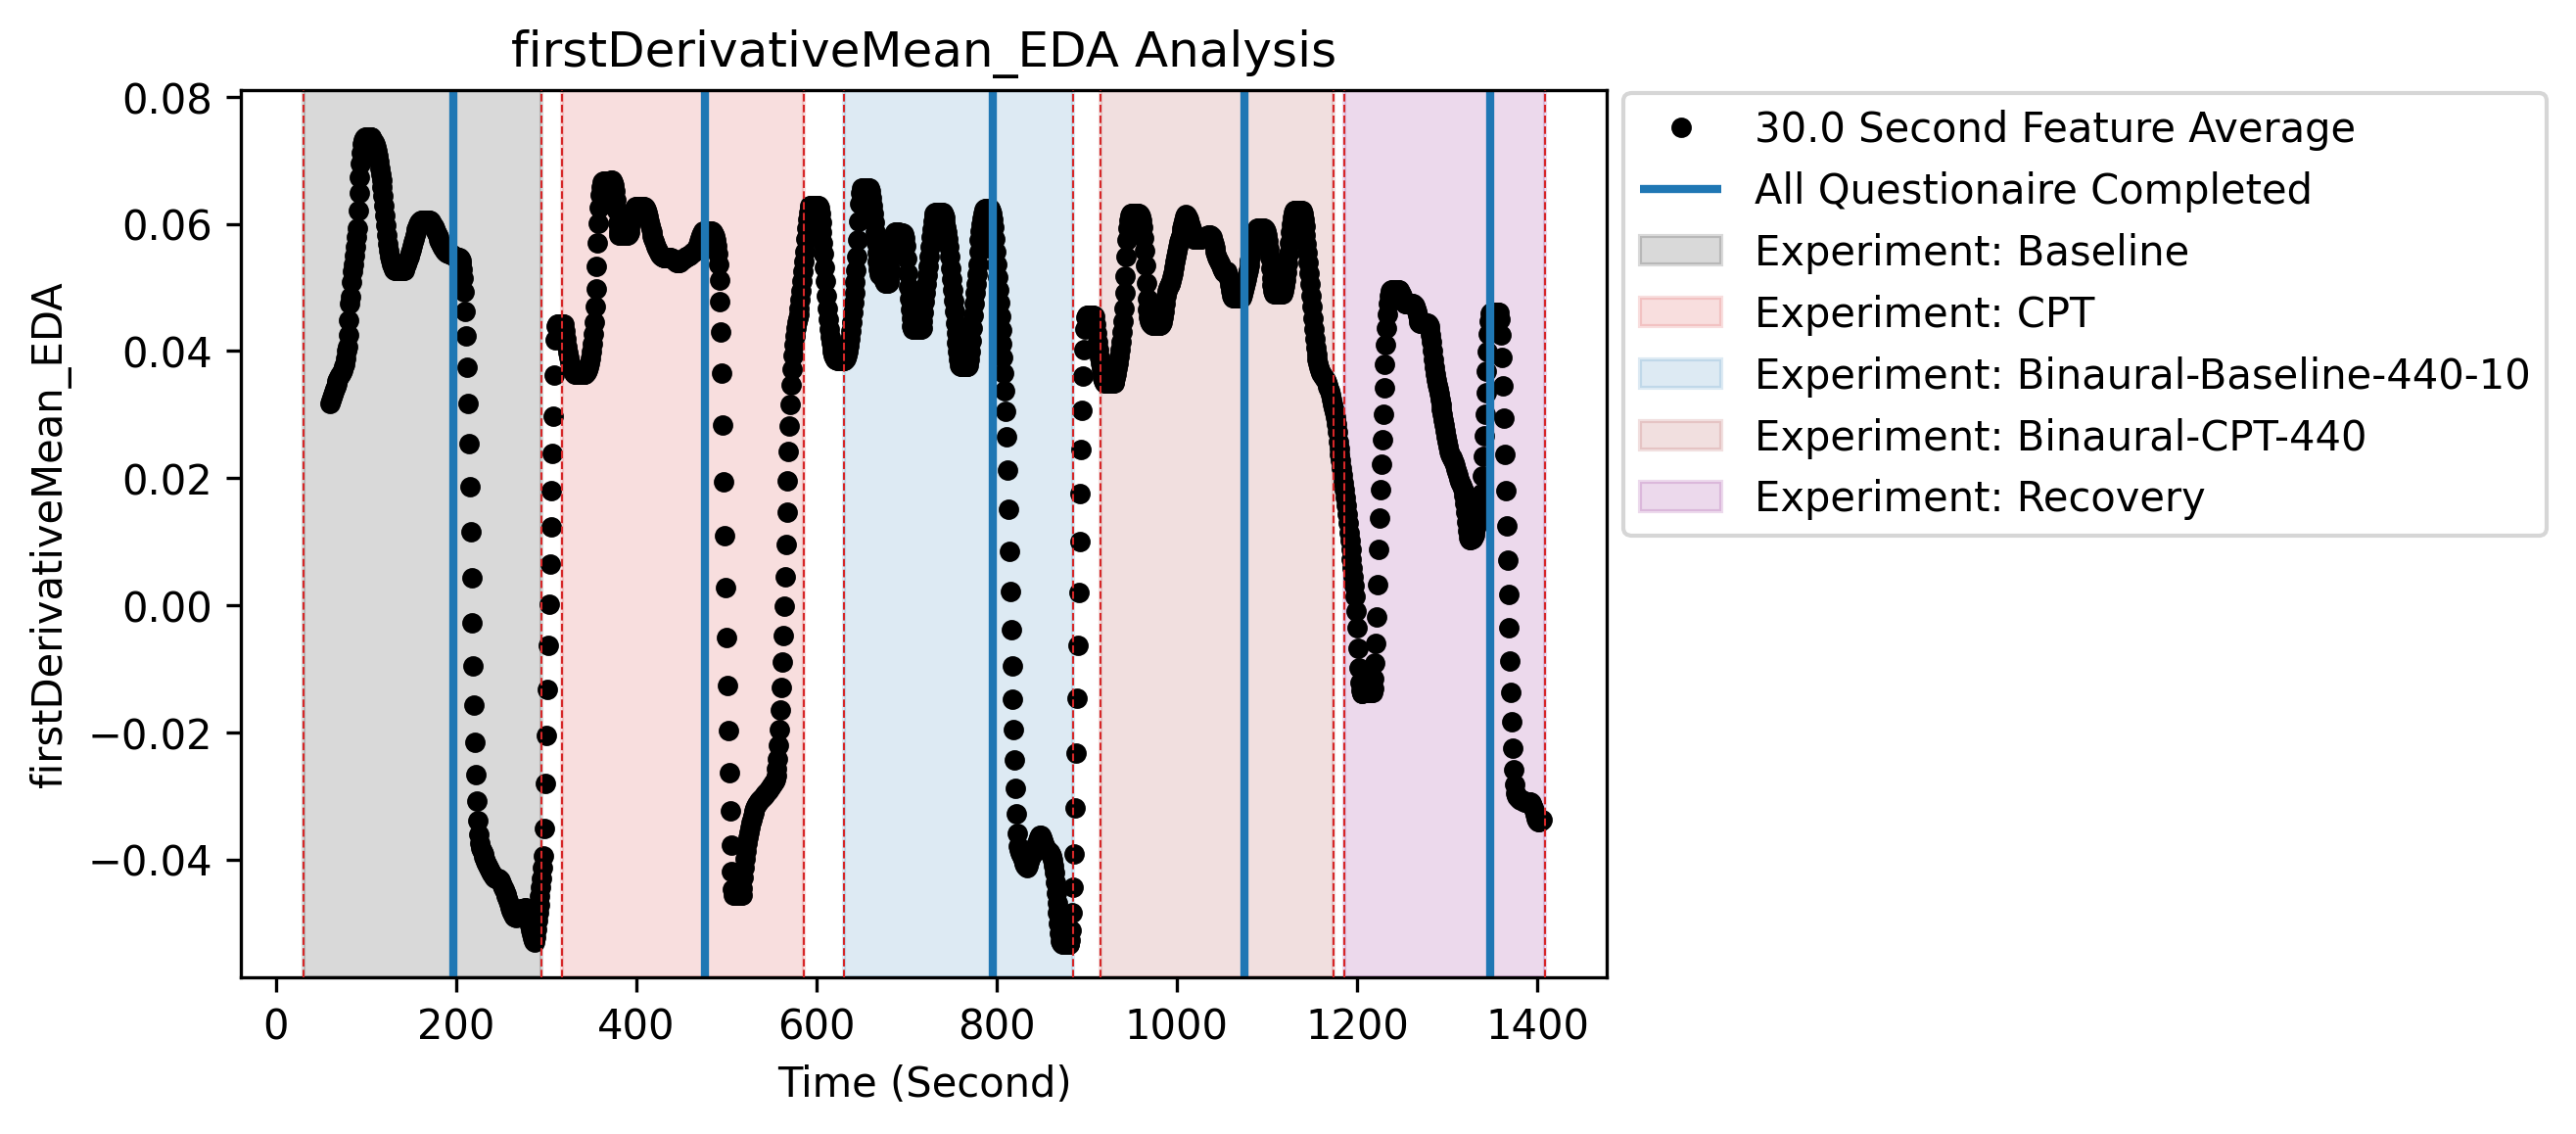 firstDerivativeMean_EDA Analysis
firstDerivativeMean_EDA
0.08
0.06
0.04
0.02
0.00
−0.02
−0.04
0 200 400 600 800 1000 1200 1400
Time (Second)
30.0 Second Feature Average
All Questionaire Completed
Experiment: Baseline
Experiment: CPT
Experiment: Binaural-Baseline-440-10
Experiment: Binaural-CPT-440
Experiment: Recovery